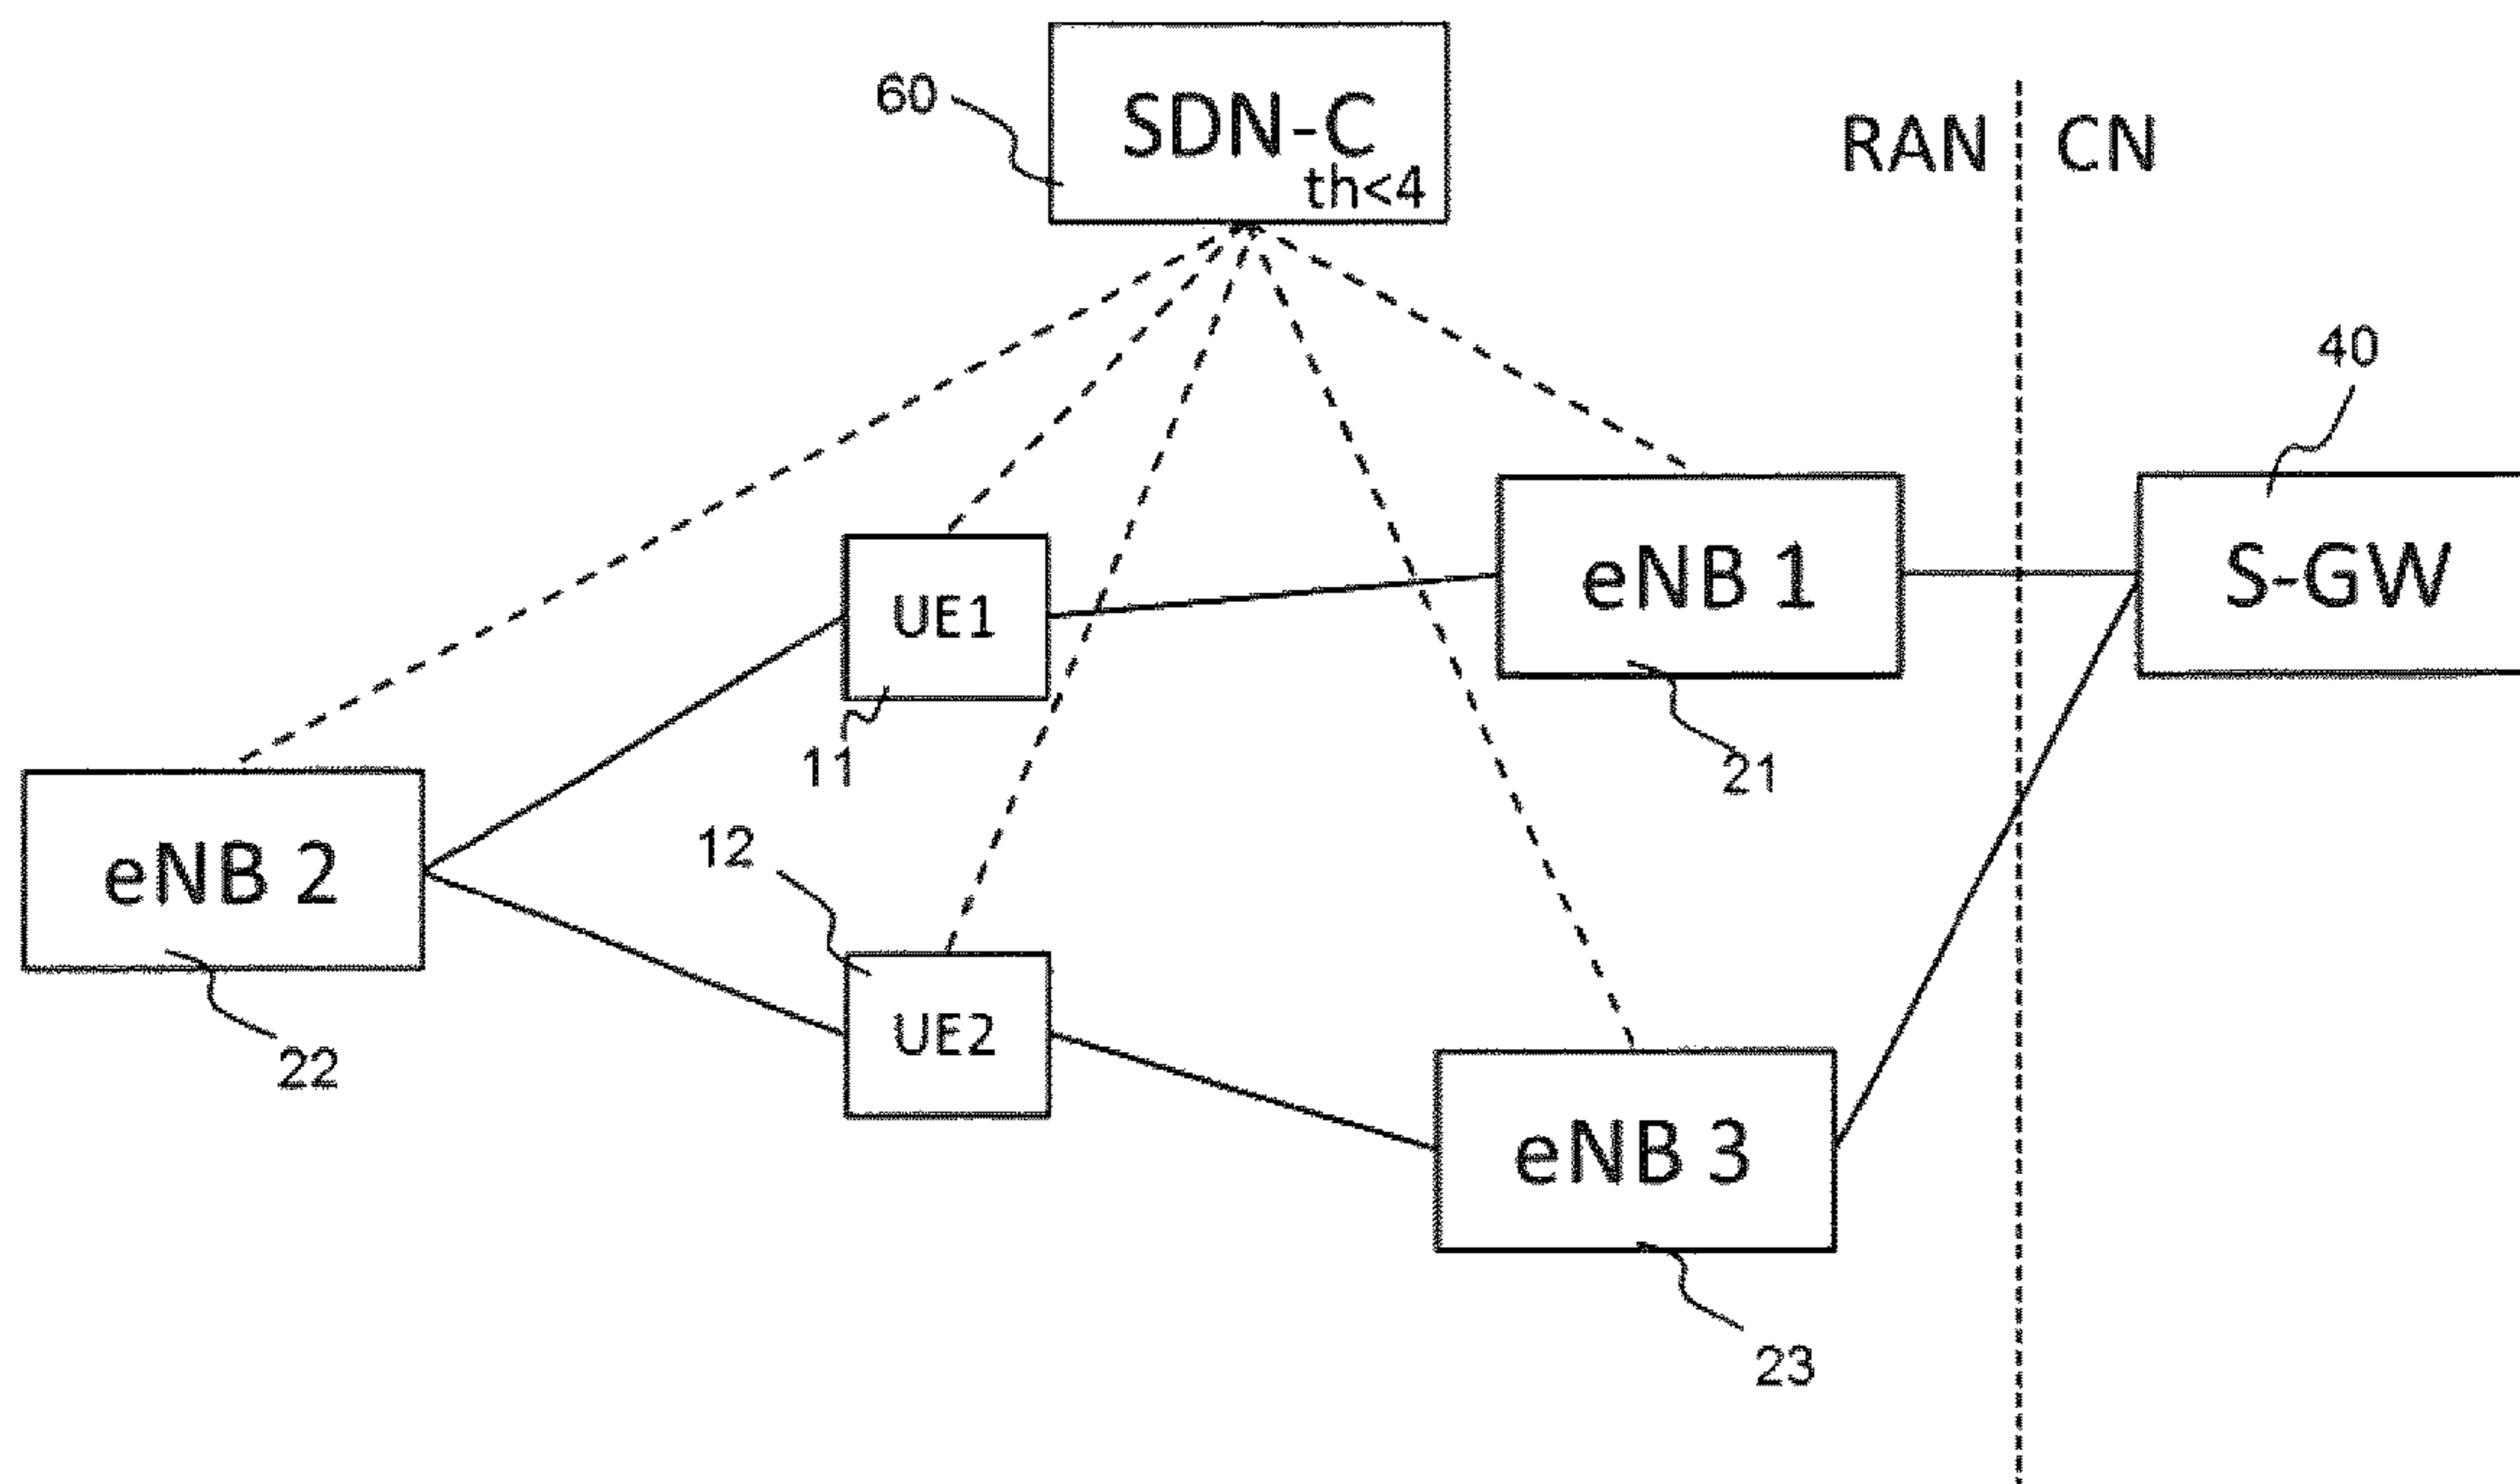 60
SDN-C
th<4
RAN
CN
40
eNB 1
S-GW
UE1
11
21
12
eNB 2
22
UE2
eNB 3
23